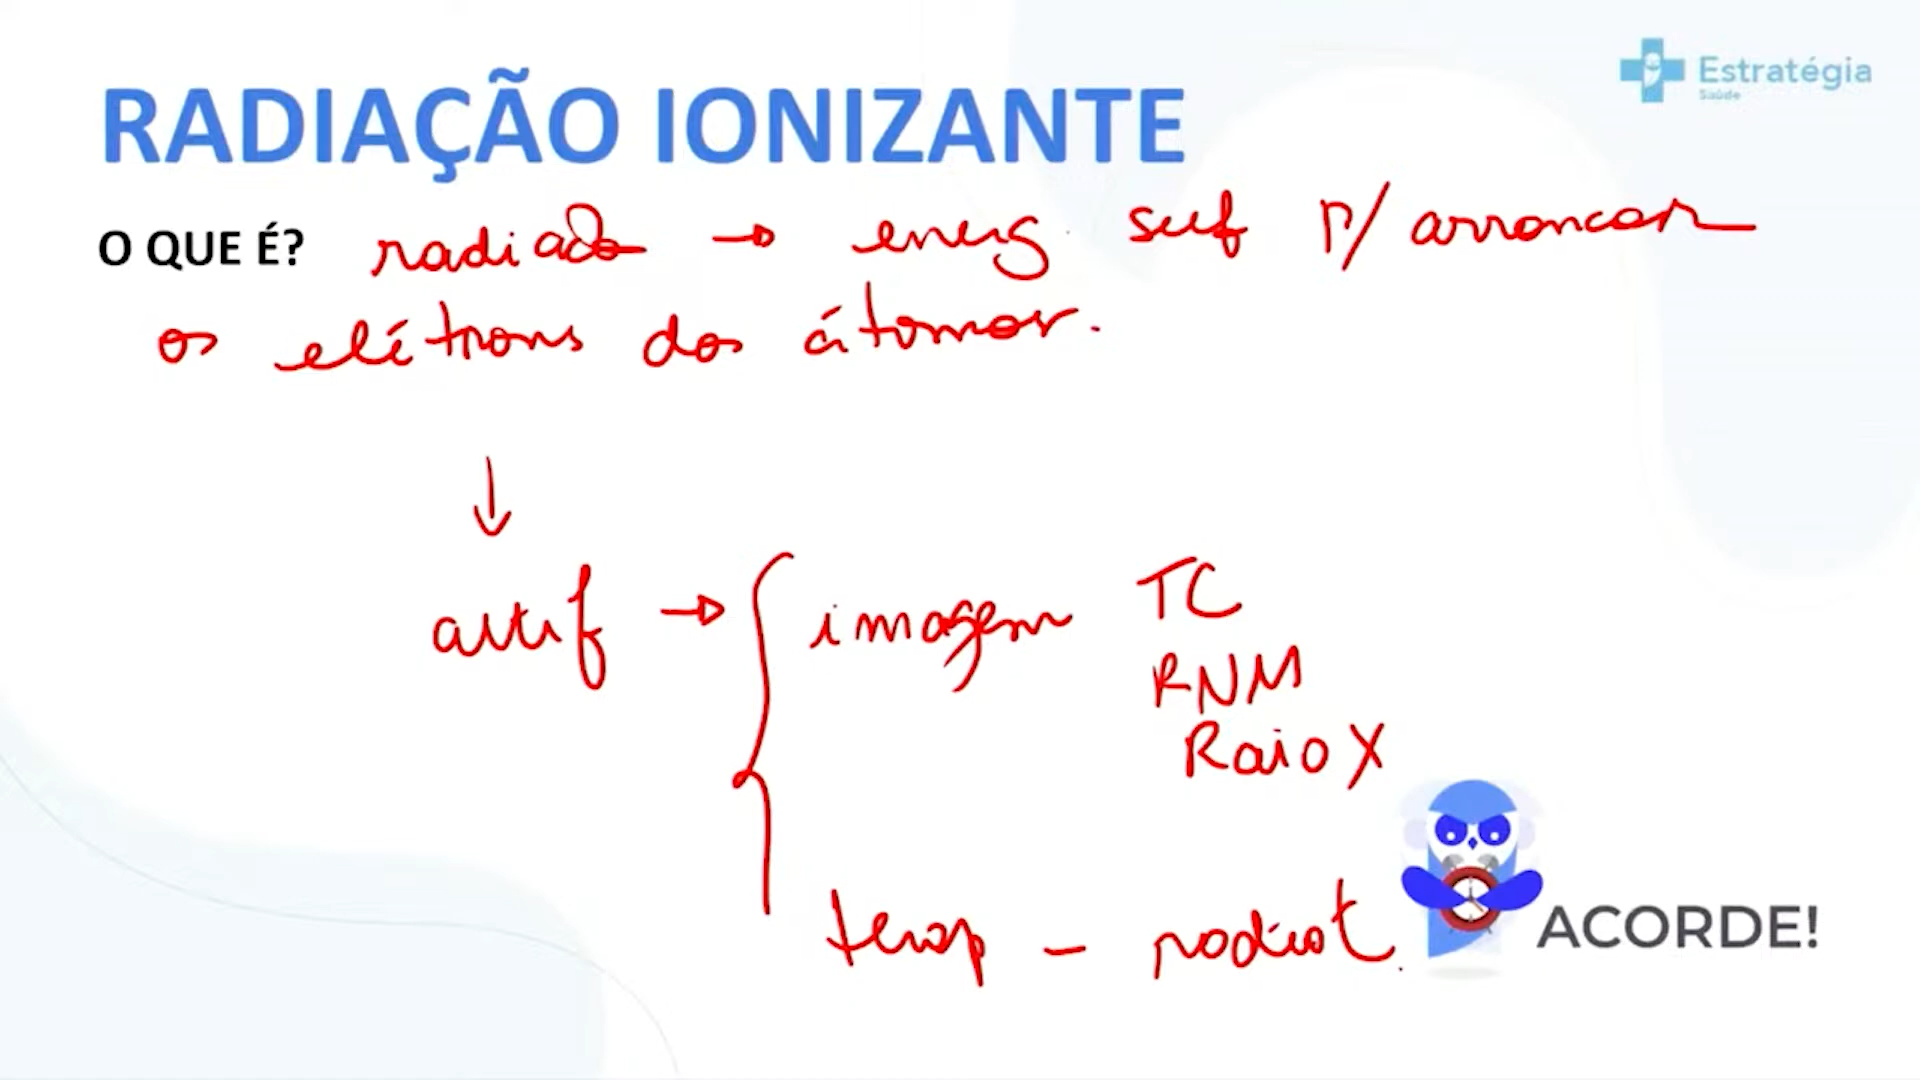 Estratégia
Saúde
RADIAÇÃO IONIZANTE
O QUE É? radiação → energ suf p/ arrancar
os elétrons dos átomos.
↓
artif → { imagem TC
RNM
Raio X
terap - radiot.
ACORDE!